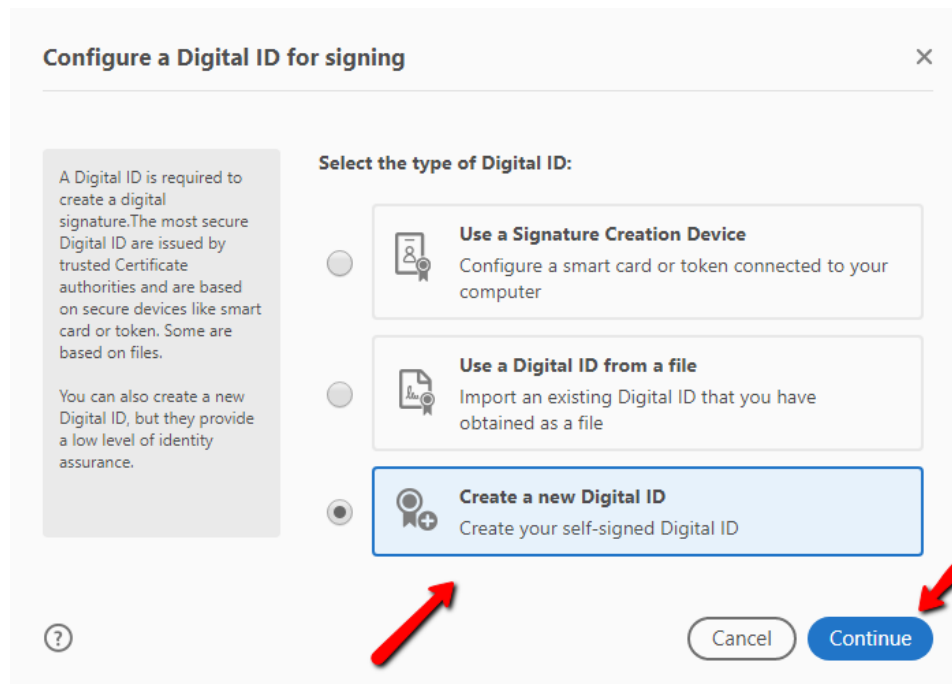 Configure a Digital ID for signing
A Digital ID is required to
create a digital
signature.The most secure
Digital ID are issued by
trusted Certificate
authorities and are based
on secure devices like smart
card or token. Some are
based on files.
You can also create a new
Digital ID, but they provide
a low level of identity
assurance.
Select the type of Digital ID:
Use a Signature Creation Device
Configure a smart card or token connected to your
computer
Use a Digital ID from a file
Import an existing Digital ID that you have
obtained as a file
Create a new Digital ID
Create your self-signed Digital ID
?
Cancel
Continue